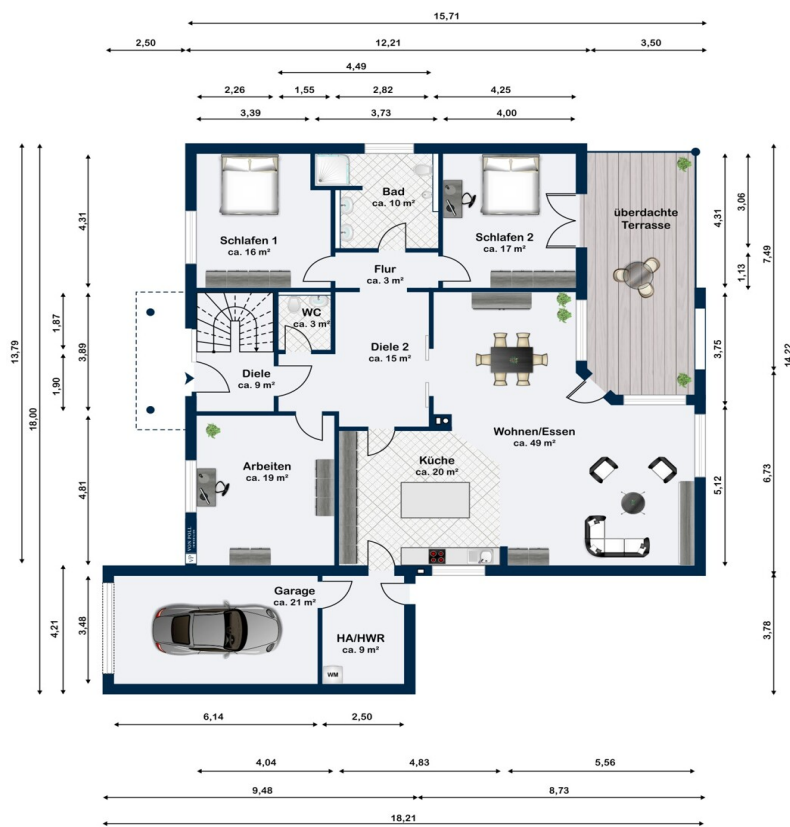 15,71
2,50
12,21
3,50
4,49
2,26
1,55
2,82
4,25
3,39
3,73
4,00
Schlafen 1
ca. 16 m²
Bad
ca. 10 m²
Schlafen 2
ca. 17 m²
überdachte
Terrasse
Flur
ca. 3 m²
WC
ca. 3 m²
Diele
ca. 9 m²
Diele 2
ca. 15 m²
Wohnen/Essen
ca. 49 m²
Arbeiten
ca. 19 m²
Küche
ca. 20 m²
Garage
ca. 21 m²
HA/HWR
ca. 9 m²
WM
VP
VON POLL
13,79
18,00
4,31
1,87
3,89
1,90
4,81
4,21
3,48
4,31
3,06
1,13
7,49
3,75
14,22
5,12
6,73
3,78
6,14
2,50
4,04
4,83
5,56
9,48
8,73
18,21